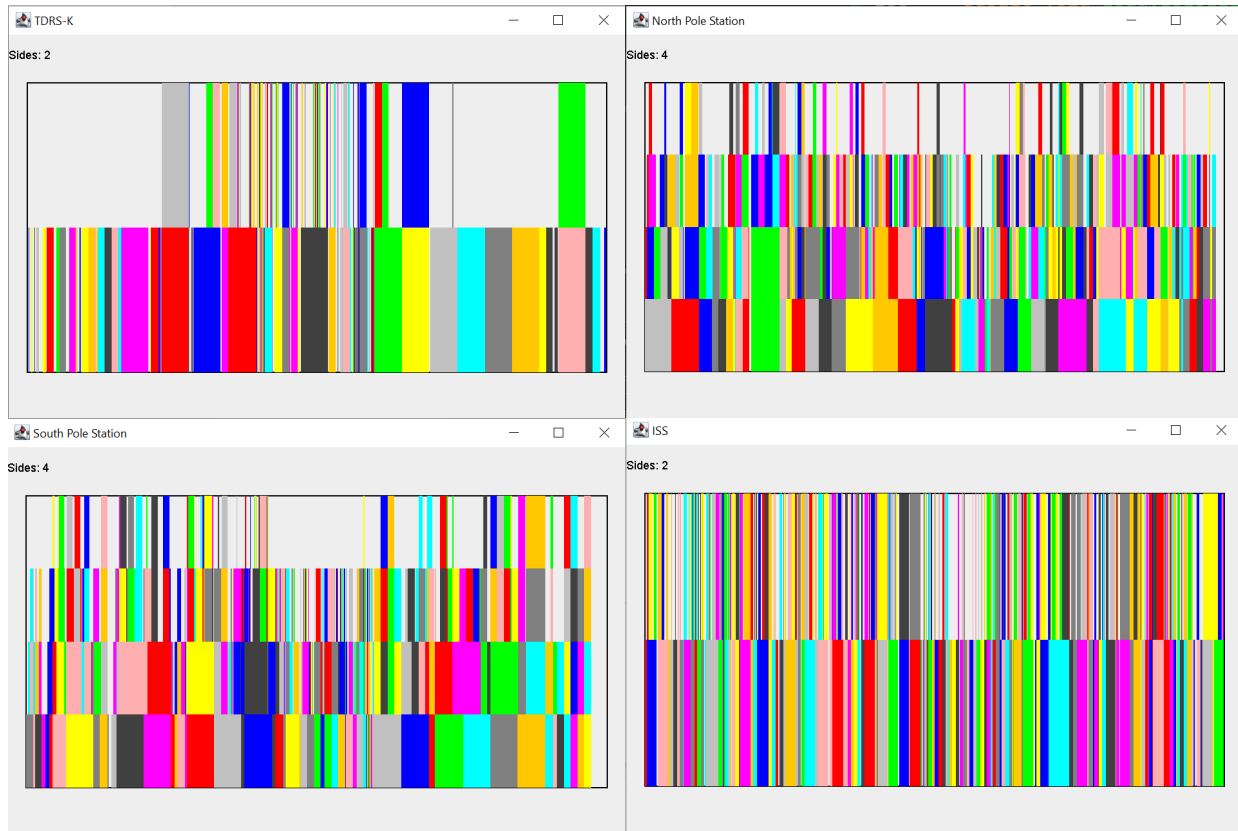 TDRS-K
Sides: 2
North Pole Station
Sides: 4
South Pole Station
Sides: 4
ISS
Sides: 2